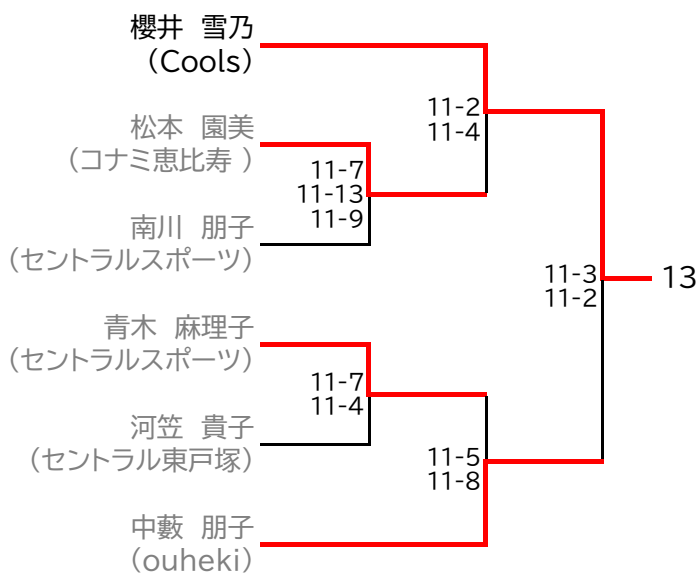 櫻井 雪乃
(Cools)
松本 園美
(コナミ恵比寿 )
南川 朋子
(セントラルスポーツ)
青木 麻理子
(セントラルスポーツ)
河笠 貴子
(セントラル東戸塚)
中藪 朋子
(ouheki)
11-7
11-13
11-9
11-7
11-4
11-2
11-4
11-5
11-8
11-3
11-2
13